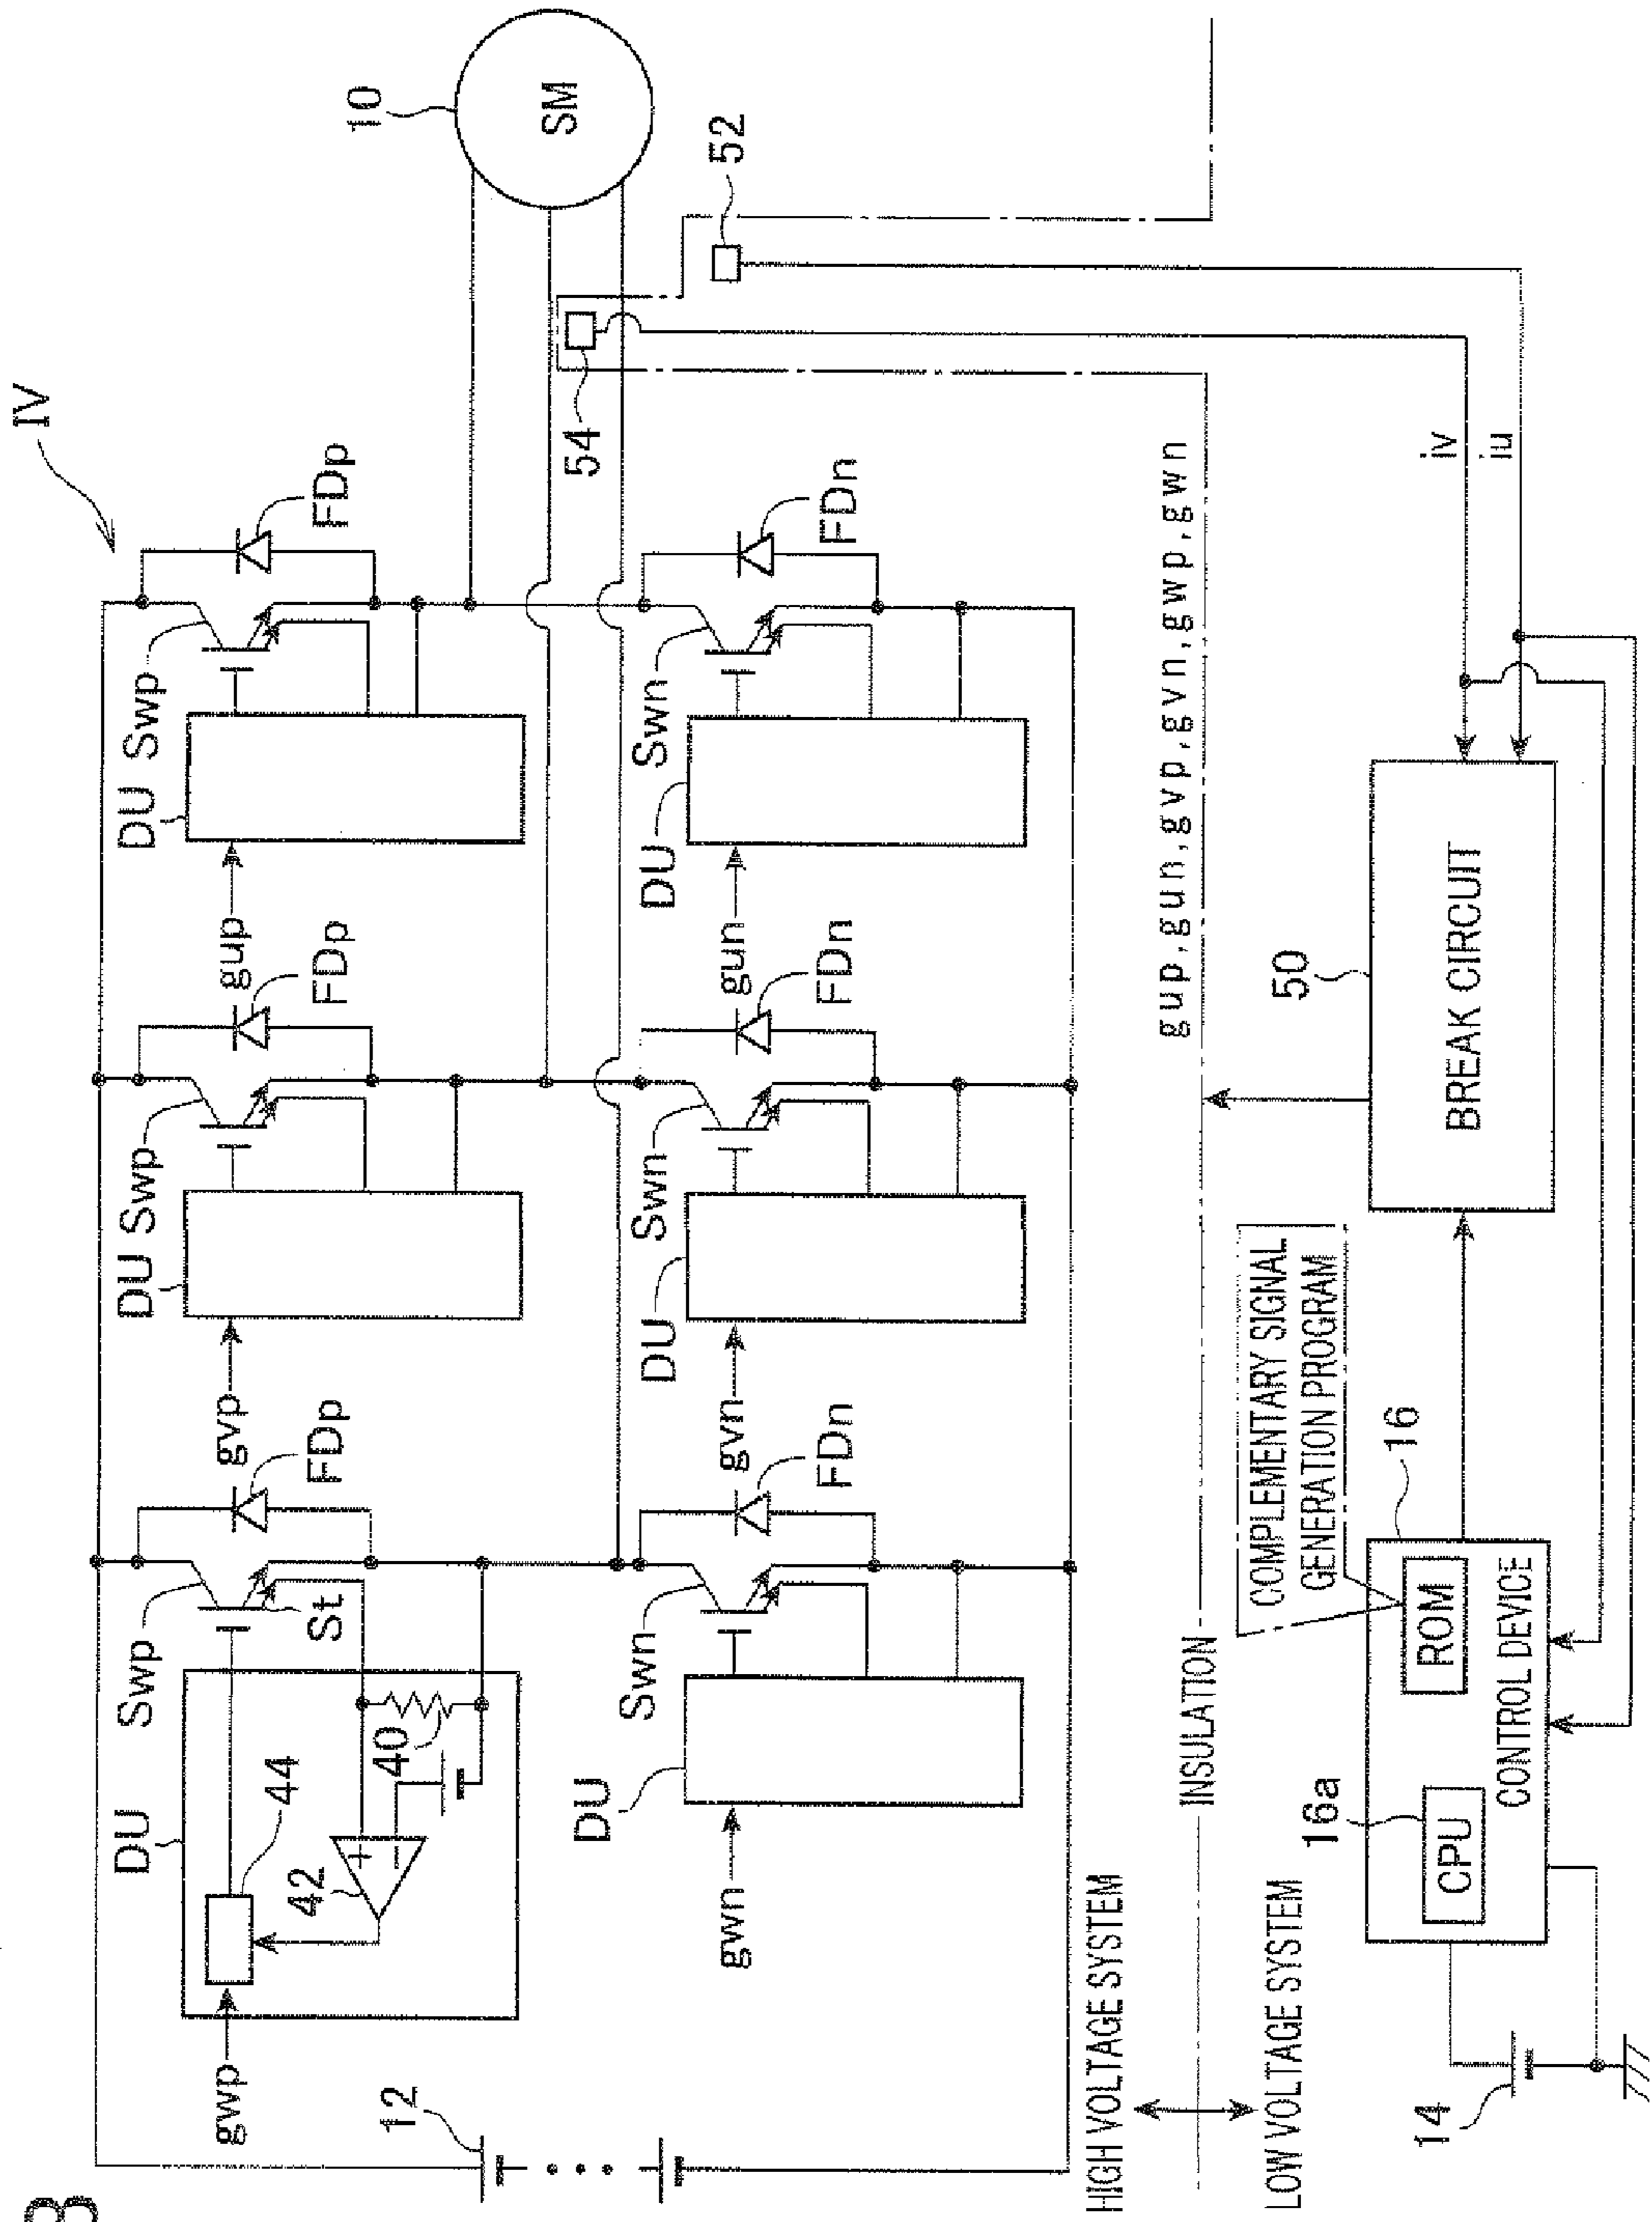 8
IV
10
SM
52
54
DU
Swp
FDp
gup
DU
Swp
FDp
gvp
DU
Swp
St
FDp
44
42
40
gwp
12
DU
Swn
FDn
gun
DU
Swn
FDn
gvn
DU
Swn
FDn
gwn
gup,gun,gvp,gvn,gwp,gwn
iv
iu
HIGH VOLTAGE SYSTEM
INSULATION
LOW VOLTAGE SYSTEM
COMPLEMENTARY SIGNAL
GENERATION PROGRAM
50
BREAK CIRCUIT
16
16a
CPU
ROM
CONTROL DEVICE
14